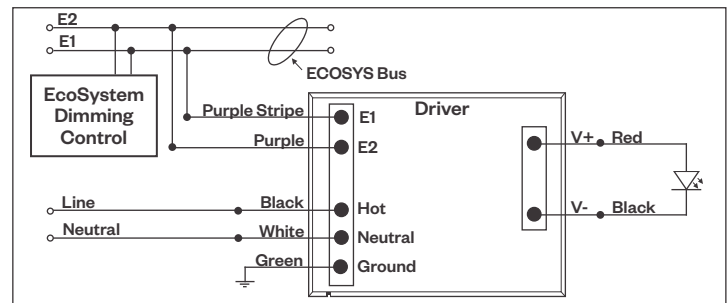 E2
E1
ECOSYS Bus
EcoSystem
Dimming
Control
Driver
Purple Stripe
E1
Purple
E2
V+
Red
Line
Black
Hot
V-
Black
Neutral
White
Neutral
Green
Ground